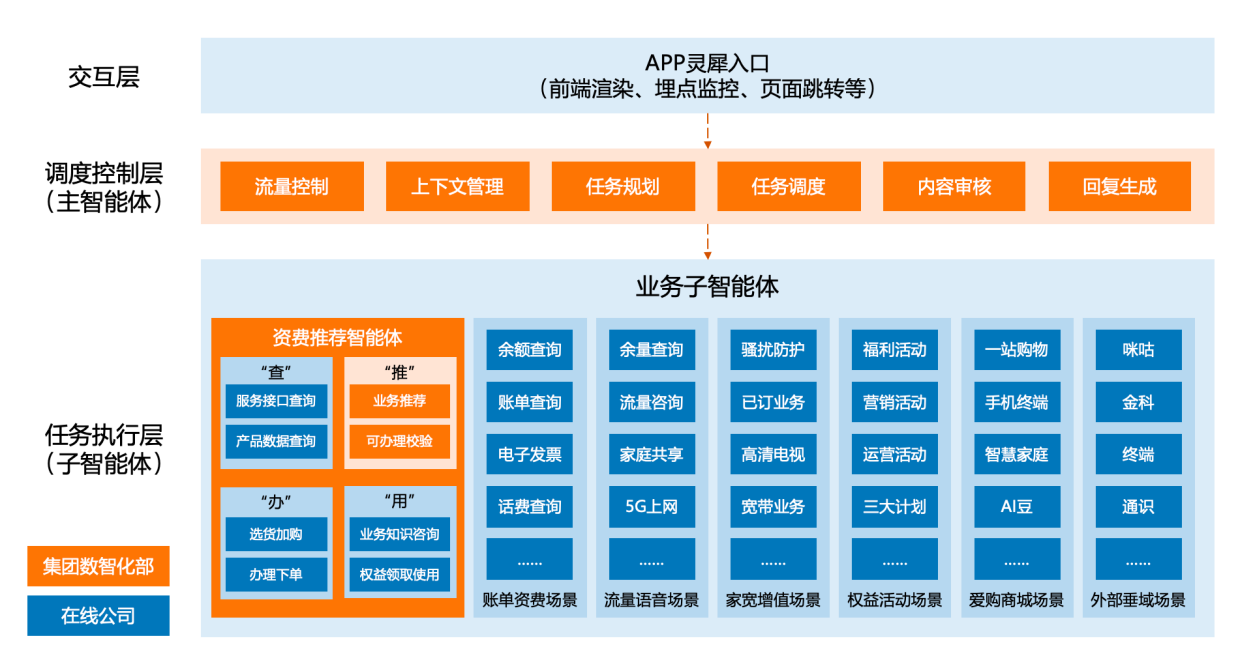 交互层
APP灵犀入口
（前端渲染、埋点监控、页面跳转等）
调度控制层
（主智能体）
流量控制
上下文管理
任务规划
任务调度
内容审核
回复生成
任务执行层
（子智能体）
业务子智能体
资费推荐智能体
“查”
服务接口查询
产品数据查询
“推”
业务推荐
可办理校验
“办”
选货加购
办理下单
“用”
业务知识咨询
权益领取使用
余额查询
账单查询
电子发票
话费查询
......
账单资费场景
余量查询
流量咨询
家庭共享
5G上网
......
流量语音场景
骚扰防护
已订业务
高清电视
宽带业务
......
家宽增值场景
福利活动
营销活动
运营活动
三大计划
......
权益活动场景
一站购物
手机终端
智慧家庭
AI豆
......
爱购商城场景
咪咕
金科
终端
通识
......
外部垂域场景
集团数智化部
在线公司